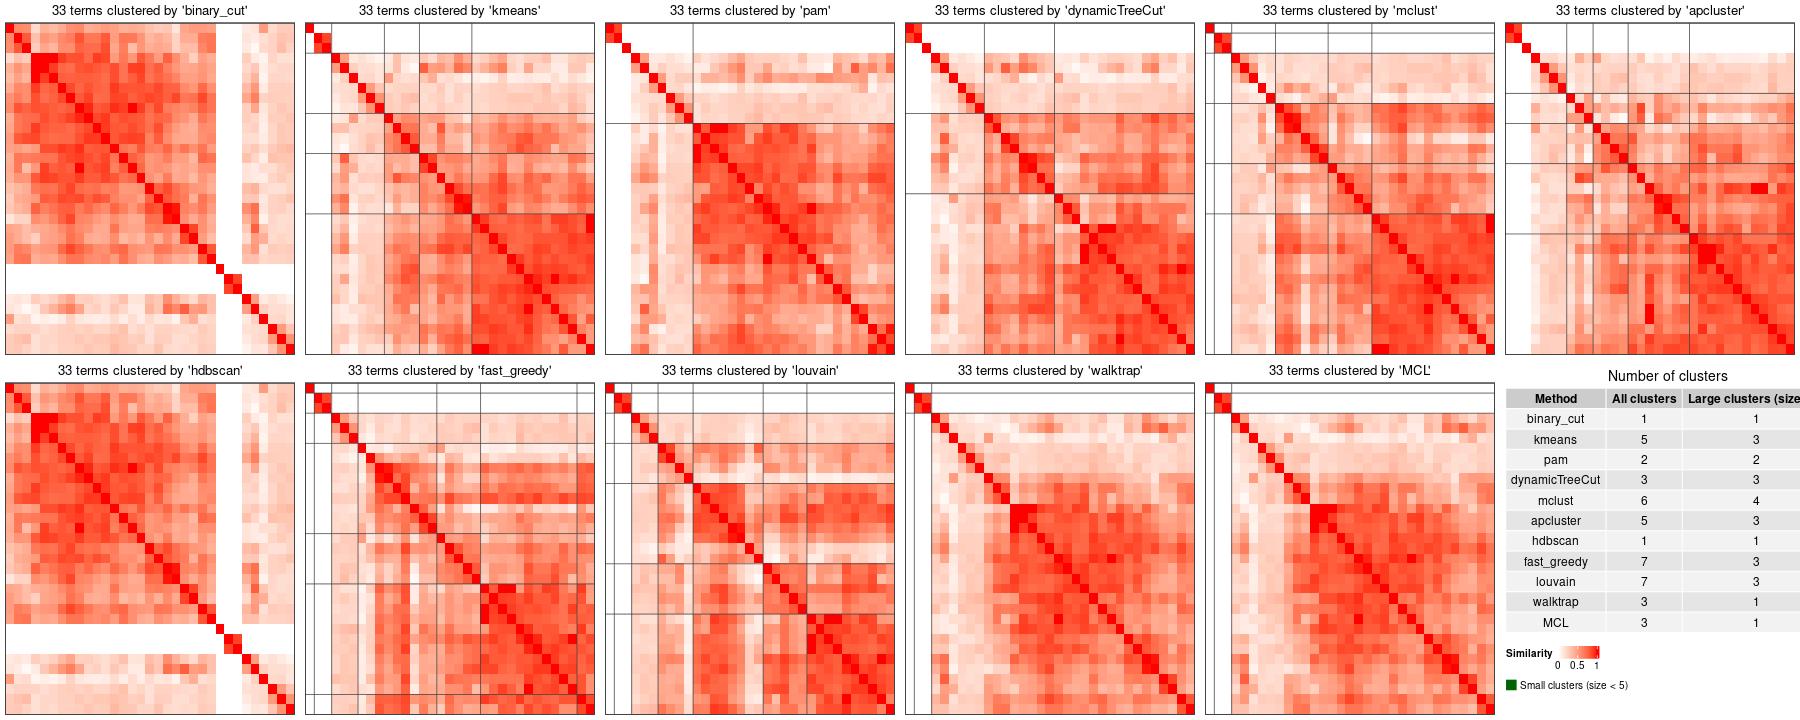 33 terms clustered by 'binary_cut'
33 terms clustered by 'kmeans'
33 terms clustered by 'pam'
33 terms clustered by 'dynamicTreeCut'
33 terms clustered by 'mclust'
33 terms clustered by 'apcluster'
33 terms clustered by 'hdbscan'
33 terms clustered by 'fast_greedy'
33 terms clustered by 'louvain'
33 terms clustered by 'walktrap'
33 terms clustered by 'MCL'
Number of clusters
Method All clusters Large clusters (size
binary_cut 1 1
kmeans 5 3
pam 2 2
dynamicTreeCut 3 3
mclust 6 4
apcluster 5 3
hdbscan 1 1
fast_greedy 7 3
louvain 7 3
walktrap 3 1
MCL 3 1
Similarity
0 0.5 1
Small clusters (size < 5)